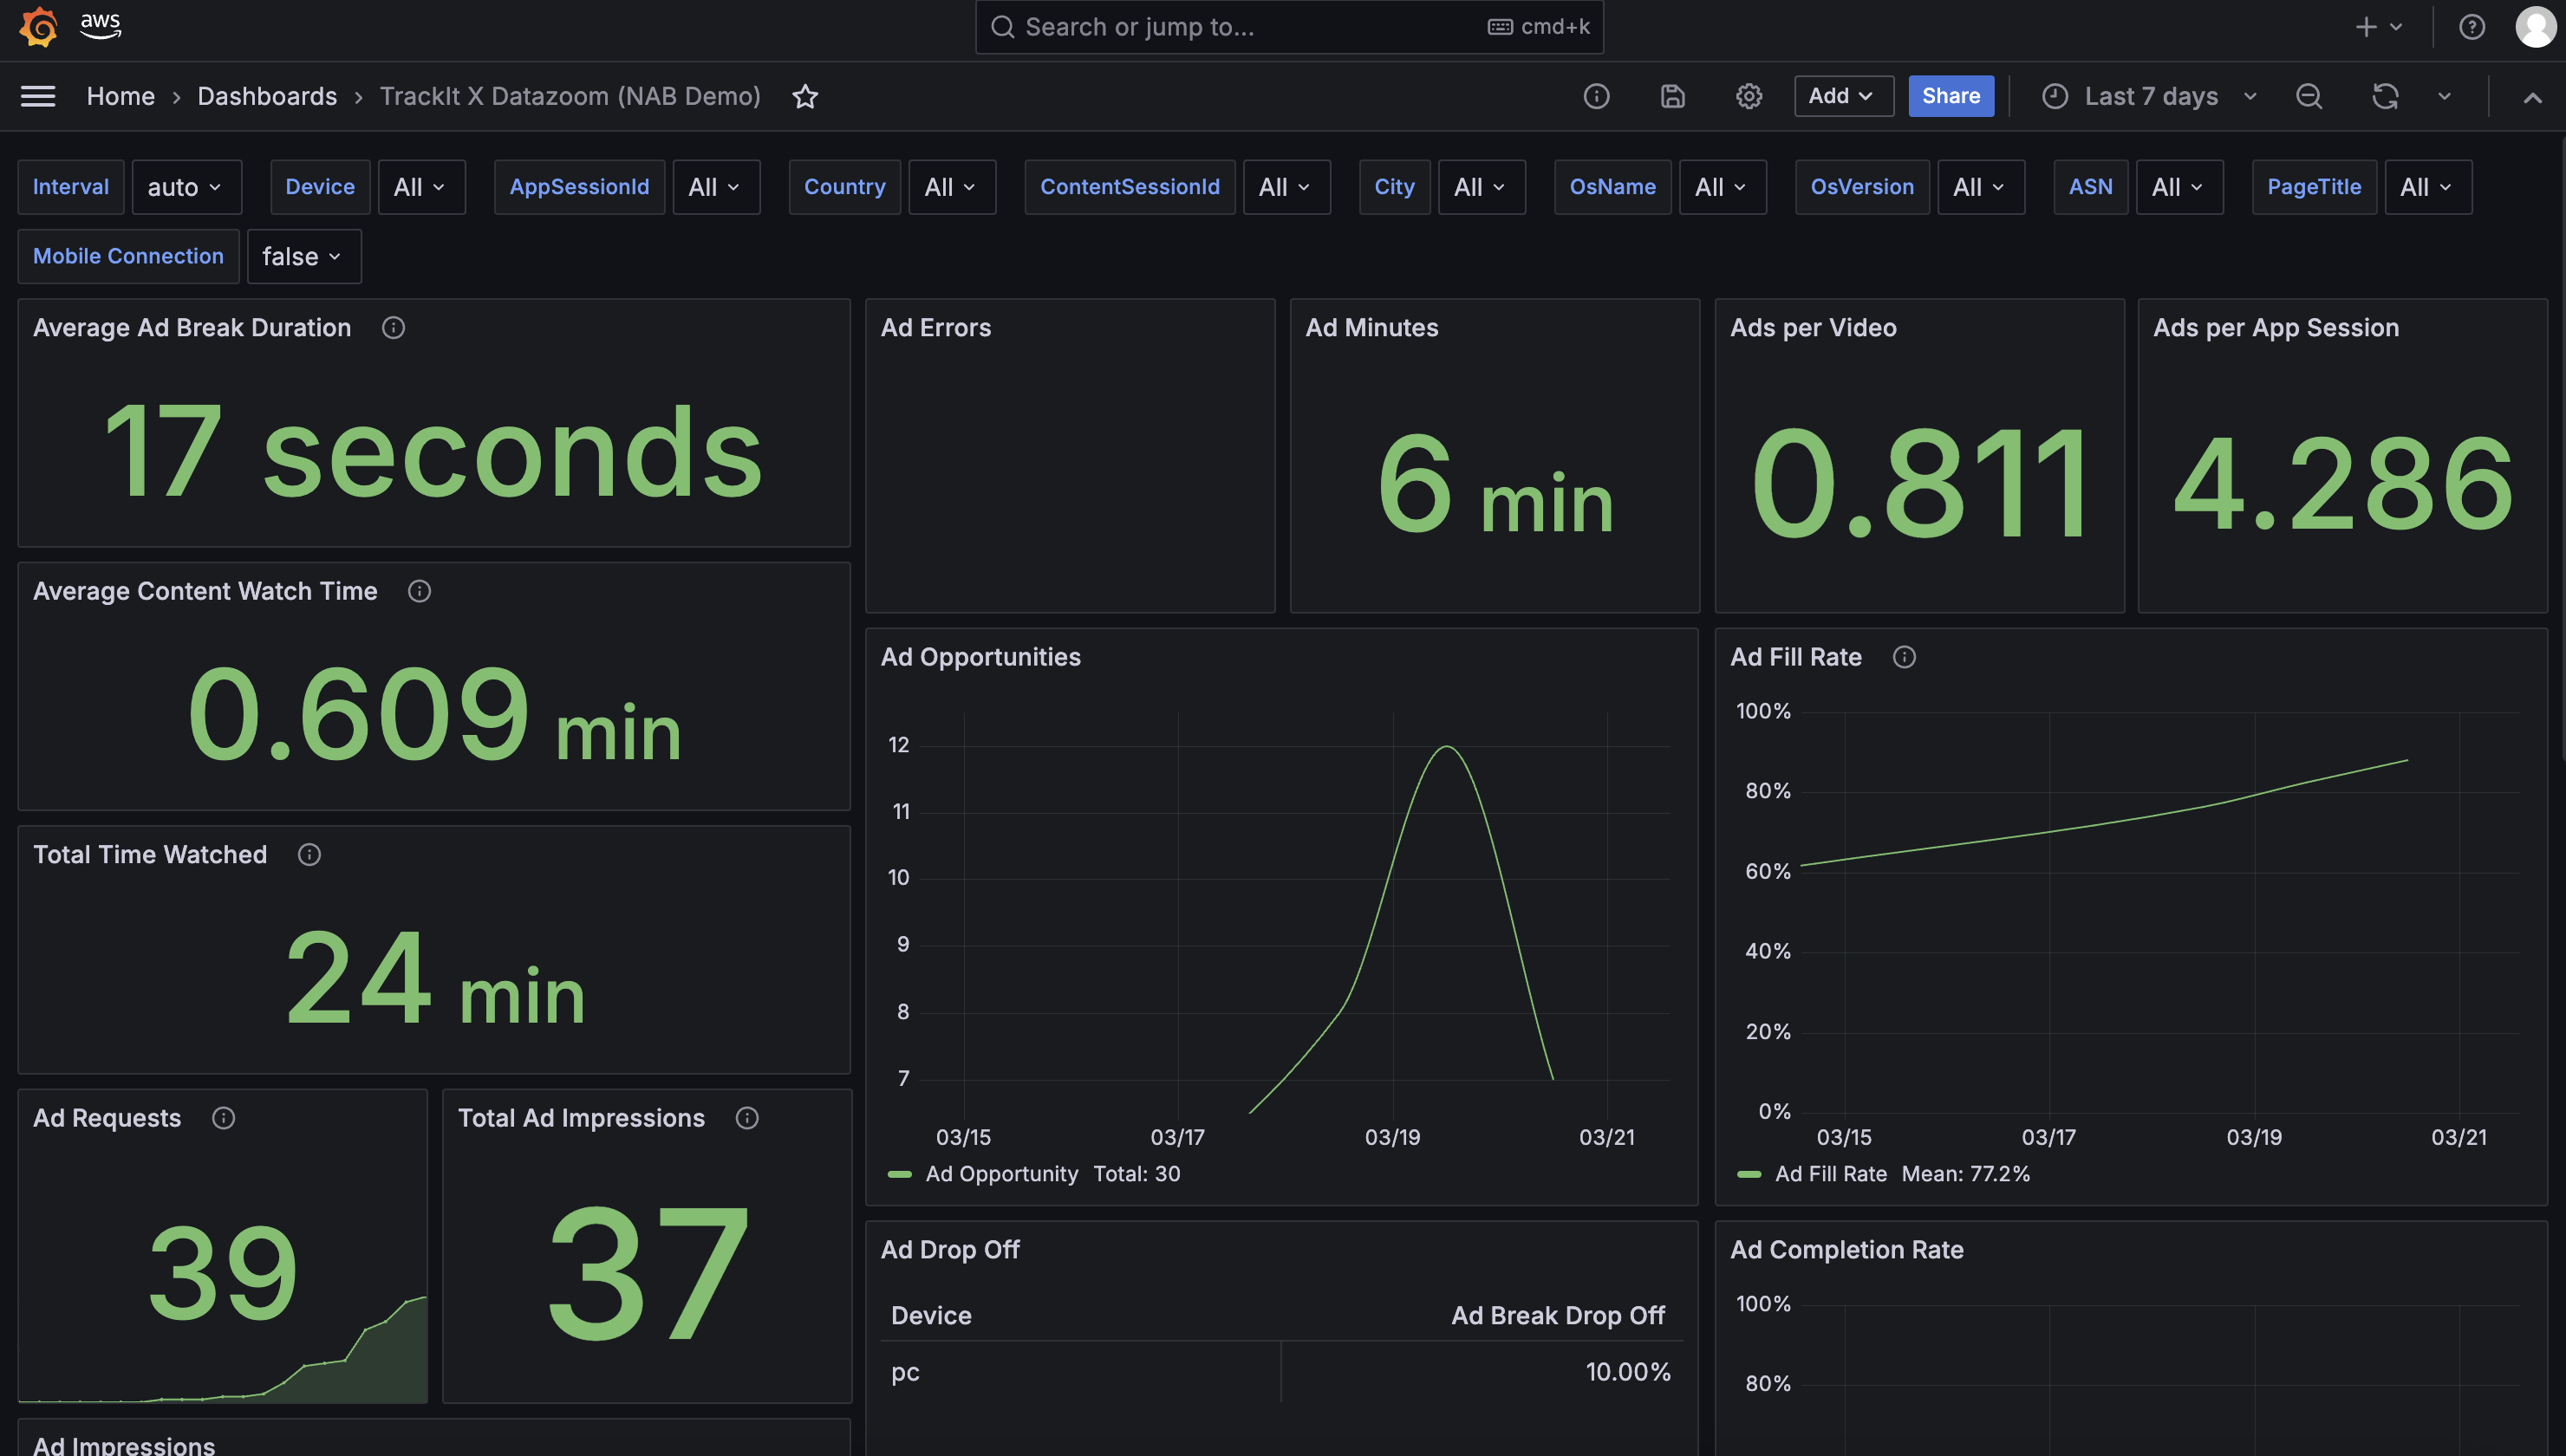 aws
Search or jump to...
cmd+k
Home › Dashboards › TrackIt X Datazoom (NAB Demo)
Add
Share
Last 7 days
Interval auto
Device All
AppSessionId All
Country All
ContentSessionId All
City All
OsName All
OsVersion All
ASN All
PageTitle All
Mobile Connection false
Average Ad Break Duration
17 seconds
Average Content Watch Time
0.609 min
Total Time Watched
24 min
Ad Requests
39
Total Ad Impressions
37
Ad Impressions
Ad Errors
Ad Minutes
6 min
Ads per Video
0.811
Ads per App Session
4.286
Ad Opportunities
12
11
10
9
8
7
03/15 03/17 03/19 03/21
Ad Opportunity Total: 30
Ad Fill Rate
100%
80%
60%
40%
20%
0%
03/15 03/17 03/19 03/21
Ad Fill Rate Mean: 77.2%
Ad Drop Off
Device Ad Break Drop Off
pc 10.00%
Ad Completion Rate
100%
80%